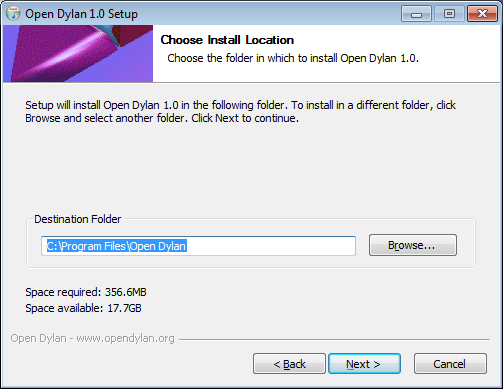 Open Dylan 1.0 Setup
Choose Install Location
Choose the folder in which to install Open Dylan 1.0.
Setup will install Open Dylan 1.0 in the following folder. To install in a different folder, click
Browse and select another folder. Click Next to continue.
Destination Folder
C:\Program Files\Open Dylan
Browse...
Space required: 356.6MB
Space available: 17.7GB
Open Dylan - www.opendylan.org
< Back
Next >
Cancel